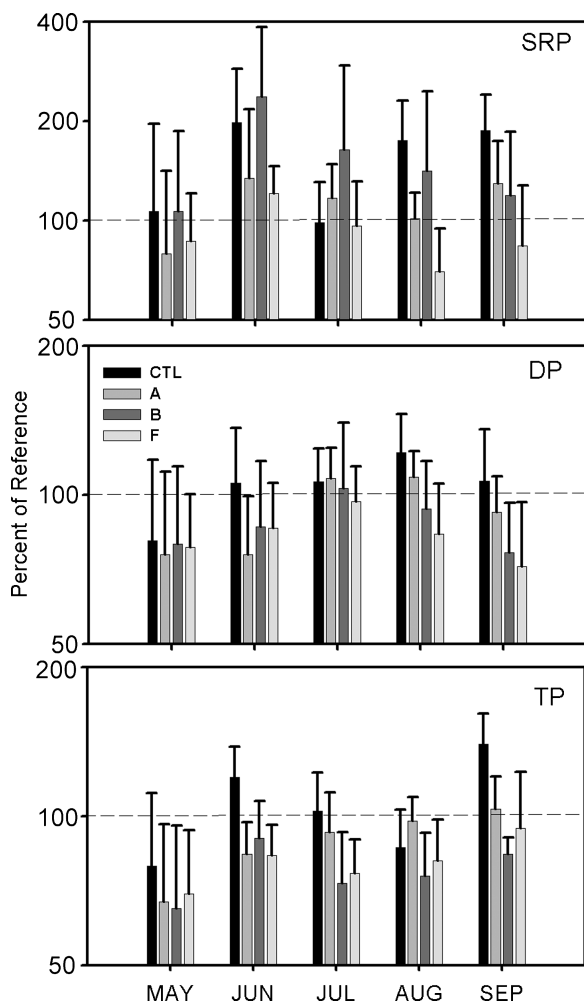 400
SRP
200
100
50
200
DP
CTL
A
B
F
100
50
Percent of Reference
200
TP
100
50
MAY JUN JUL AUG SEP